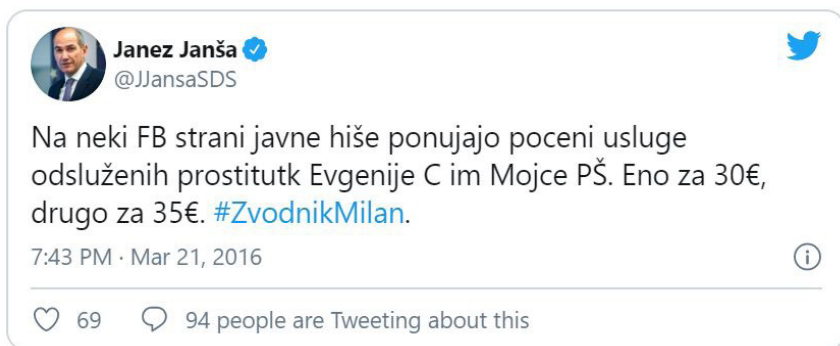 Janez Janša
@JJansaSDS
Na neki FB strani javne hiše ponujajo poceni usluge
odsluženih prostitutk Evgenije C im Mojce PŠ. Eno za 30€,
drugo za 35€. #ZvodnikMilan.
7:43 PM · Mar 21, 2016
69 94 people are Tweeting about this